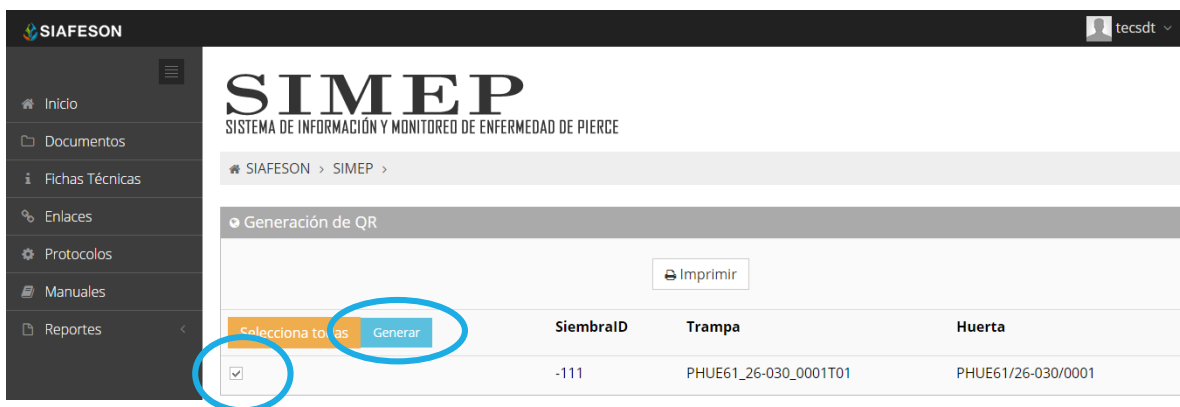 SIAFESON
tecsdt
Inicio
Documentos
Fichas Técnicas
Enlaces
Protocolos
Manuales
Reportes
SIMEP
SISTEMA DE INFORMACIÓN Y MONITOREO DE ENFERMEDAD DE PIERCE
SIAFESON > SIMEP >
Generación de QR
Imprimir
Selecciona todas Generar SiembraID Trampa Huerta
-111 PHUE61_26-030_0001T01 PHUE61/26-030/0001